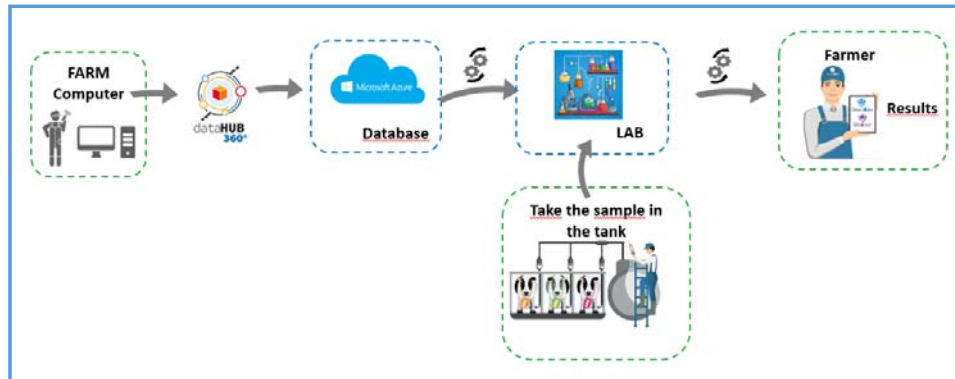 FARM
Computer
dataHUB
360°
Microsoft Azure
Database
LAB
Take the sample in
the tank
Farmer
Results